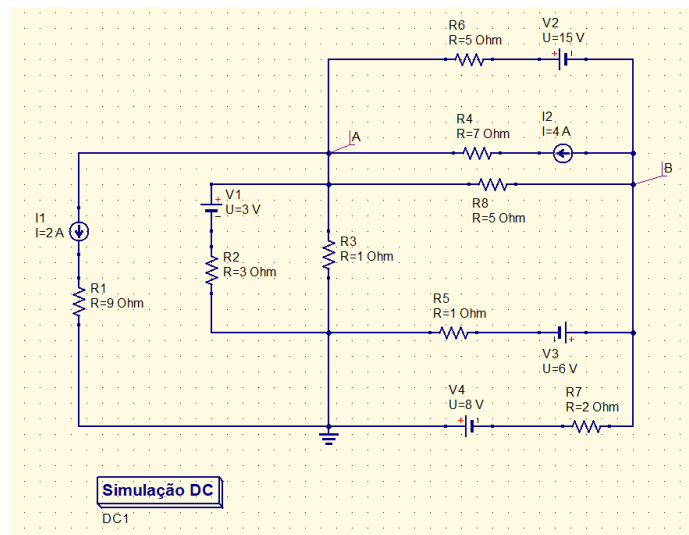 R6
R=5 Ohm
V2
U=15 V
R4
R=7 Ohm
I2
I=4 A
A
B
V1
U=3 V
R8
R=5 Ohm
I1
I=2 A
R2
R=3 Ohm
R3
R=1 Ohm
R1
R=9 Ohm
R5
R=1 Ohm
V3
U=6 V
V4
U=8 V
R7
R=2 Ohm
Simulação DC
DC1